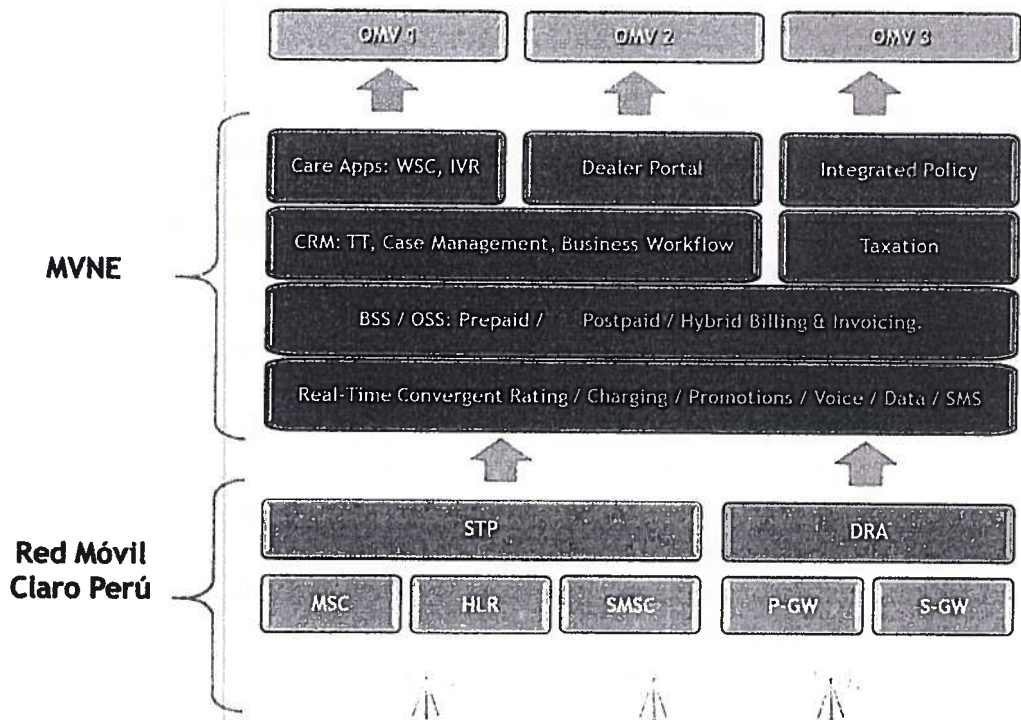 OMV 1
OMV 2
OMV 3
MVNE
Care Apps: WSC, IVR
Dealer Portal
Integrated Policy
CRM: TT, Case Management, Business Workflow
Taxation
BSS / OSS: Prepaid / Postpaid / Hybrid Billing & Invoicing.
Real-Time Convergent Rating / Charging / Promotions / Voice / Data / SMS
Red Móvil
Claro Perú
STP
DRA
MSC
HLR
SMSC
P-GW
S-GW